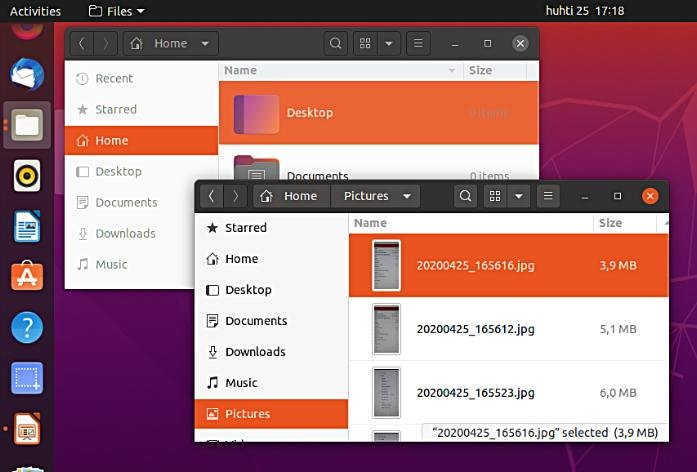 Activities
Files
huhti 25 17:18
Home
Name
Size
Recent
Starred
Home
Desktop
Documents
Downloads
Music
Desktop
0 items
Documents
0 items
Home
Pictures
Name
Size
Starred
Home
Desktop
Documents
Downloads
Music
Pictures
20200425_165616.jpg
3,9 MB
20200425_165612.jpg
5,1 MB
20200425_165523.jpg
6,0 MB
"20200425_165616.jpg" selected (3,9 MB)